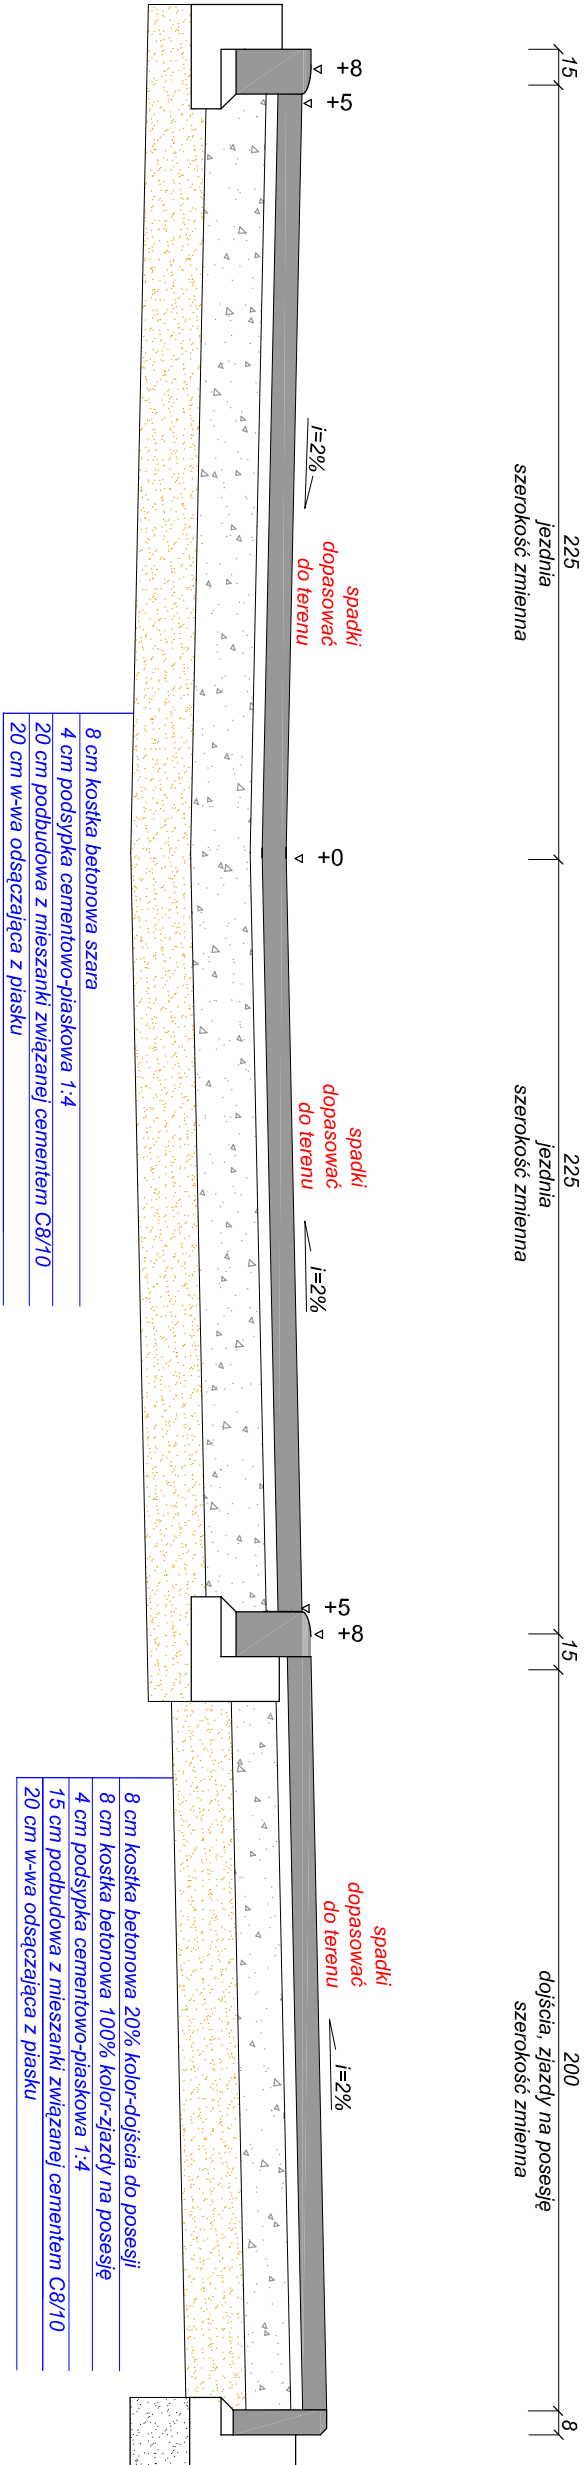 15
225
jezdnia
szerokość zmienna
225
jezdnia
szerokość zmienna
15
200
dojścia, zjazdy na posesję
szerokość zmienna
8
+8
+5
i=2%
spadki
dopasować
do terenu
+0
spadki
dopasować
do terenu
i=2%
+5
+8
spadki
dopasować
do terenu
i=2%
8 cm kostka betonowa szara
4 cm podsypka cementowo-piaskowa 1:4
20 cm podbudowa z mieszanki związanej cementem C8/10
20 cm w-wa odsączająca z piasku
8 cm kostka betonowa 20% kolor-dojścia do posesji
8 cm kostka betonowa 100% kolor-zjazdy na posesję
4 cm podsypka cementowo-piaskowa 1:4
15 cm podbudowa z mieszanki związanej cementem C8/10
20 cm w-wa odsączająca z piasku